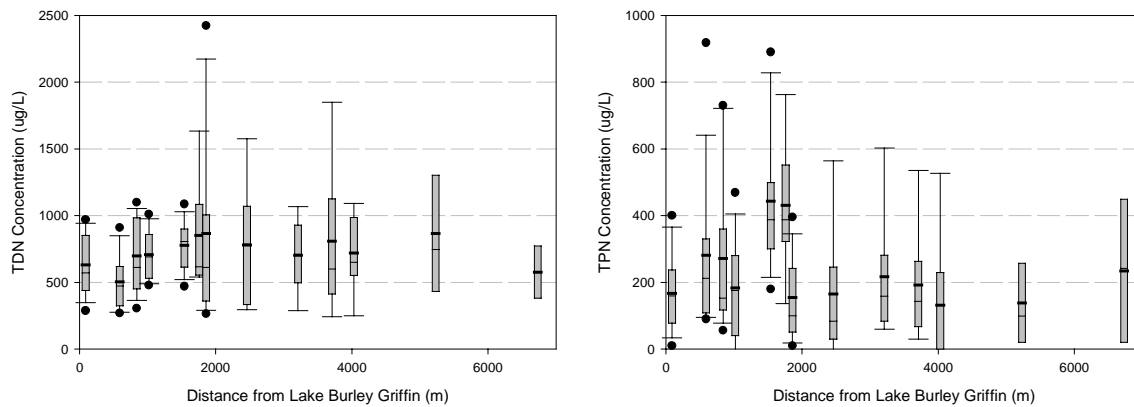 2500
2000
1500
1000
500
0
TDN Concentration (ug/L)
0 2000 4000 6000
Distance from Lake Burley Griffin (m)
1000
800
600
400
200
0
TPN Concentration (ug/L)
0 2000 4000 6000
Distance from Lake Burley Griffin (m)